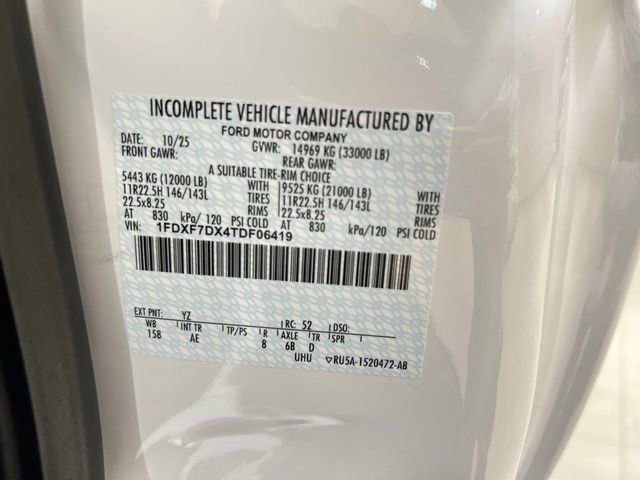 INCOMPLETE VEHICLE MANUFACTURED BY
FORD MOTOR COMPANY
DATE: 10/25 GVWR: 14969 KG (33000 LB)
FRONT GAWR: REAR GAWR:
A SUITABLE TIRE-RIM CHOICE
5443 KG (12000 LB) WITH 9525 KG (21000 LB) WITH
11R22.5H 146/143L TIRES 11R22.5H 146/143L TIRES
22.5x8.25 RIMS 22.5x8.25 RIMS
AT 830 kPa/120 PSI COLD AT 830 kPa/120 PSI COLD
VIN: 1FDXF7DX4TDF06419
EXT PNT: YZ RC: 52 DSO:
WB INT TR TP/PS R AXLE TR SPR
158 AE 8 6B D
UHU ▽RU5A-1520472-AB